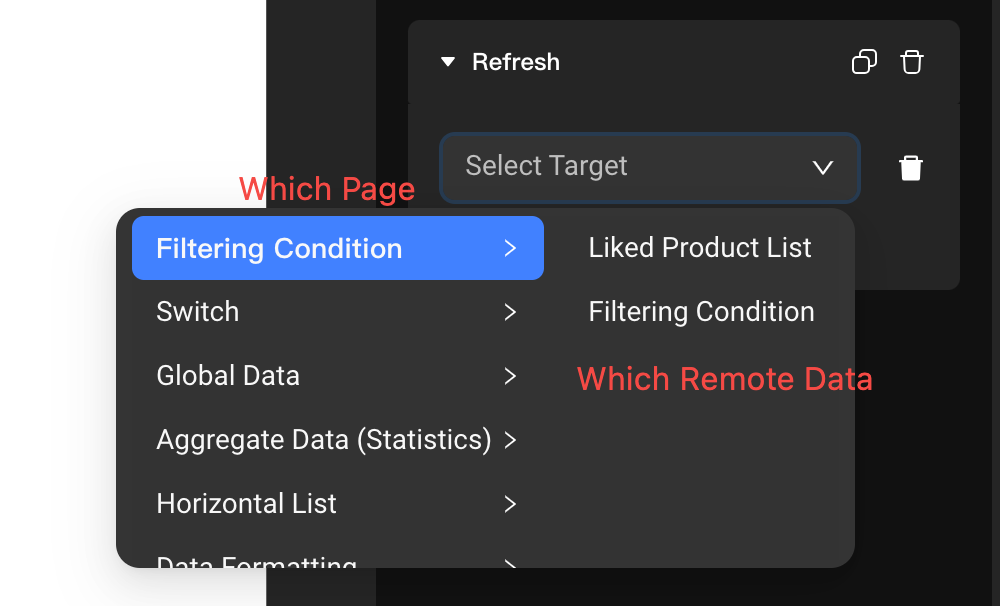 Refresh
Select Target
Which Page
Filtering Condition
Liked Product List
Switch
Filtering Condition
Global Data
Which Remote Data
Aggregate Data (Statistics)
Horizontal List
Data Formatting